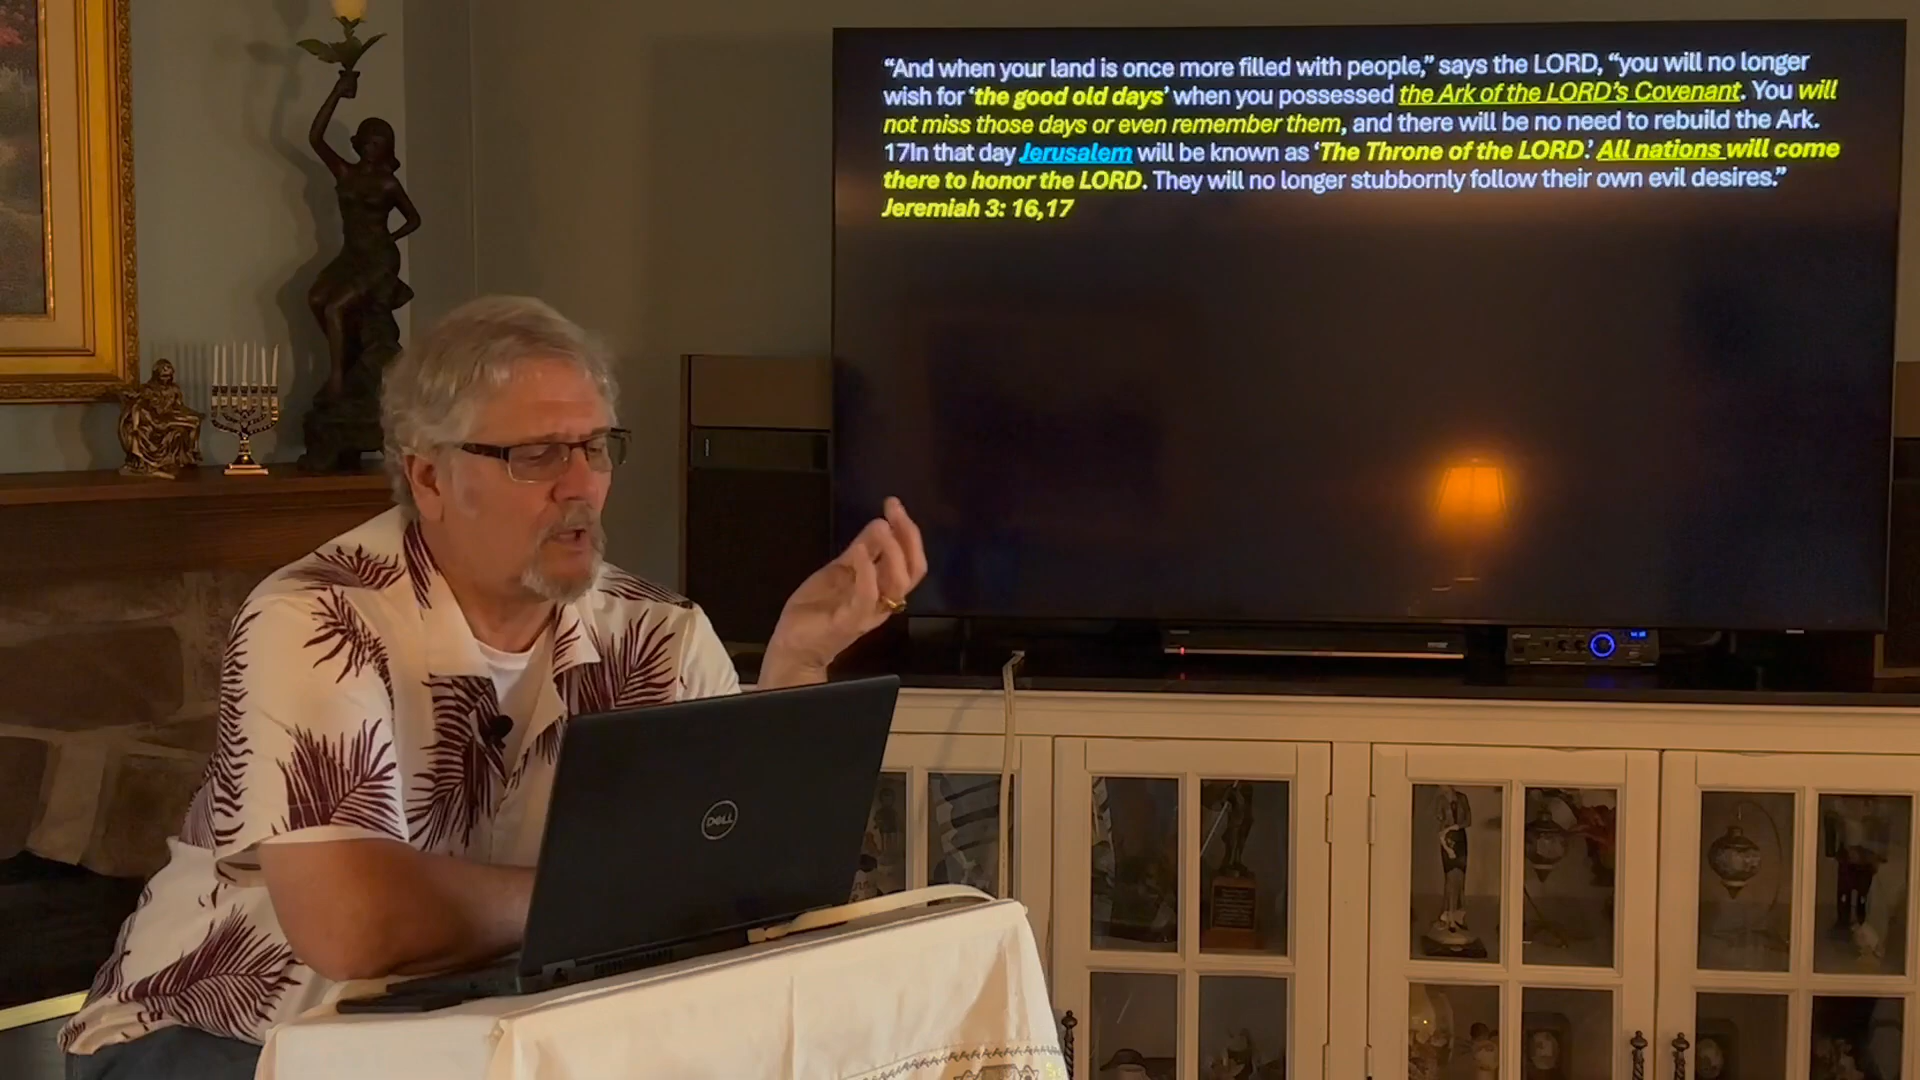 “And when your land is once more filled with people,” says the LORD, “you will no longer
wish for ‘the good old days’ when you possessed the Ark of the LORD’s Covenant. You will
not miss those days or even remember them, and there will be no need to rebuild the Ark.
17In that day Jerusalem will be known as ‘The Throne of the LORD.’ All nations will come
there to honor the LORD. They will no longer stubbornly follow their own evil desires.”
Jeremiah 3: 16,17
DELL